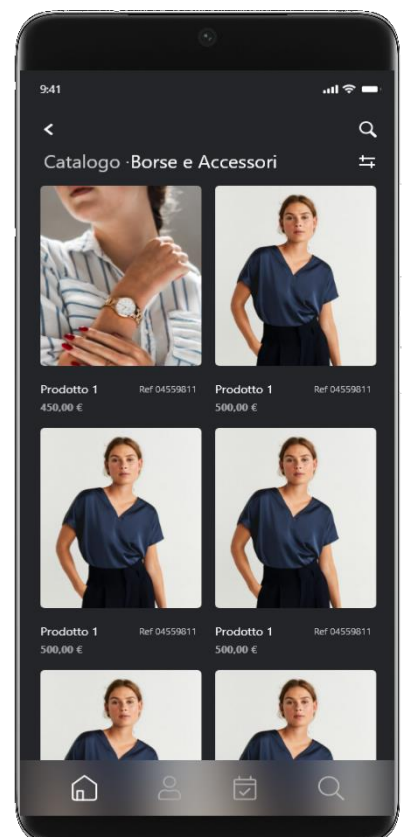 9:41
Catalogo ·Borse e Accessori
Prodotto 1 Ref 04559811 Prodotto 1 Ref 04559811
450,00 € 500,00 €
Prodotto 1 Ref 04559811 Prodotto 1 Ref 04559811
500,00 € 500,00 €